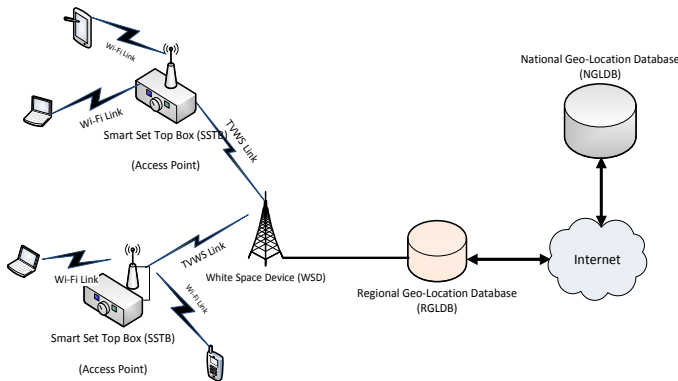 Wi-Fi Link
National Geo-Location Database
(NGLDB)
Wi-Fi Link
Smart Set Top Box (SSTB)
TVWS Link
(Access Point)
TVWS Link
Internet
Wi-Fi Link
White Space Device (WSD)
Regional Geo-Location Database
(RGLDB)
Wi-Fi Link
Smart Set Top Box (SSTB)
(Access Point)